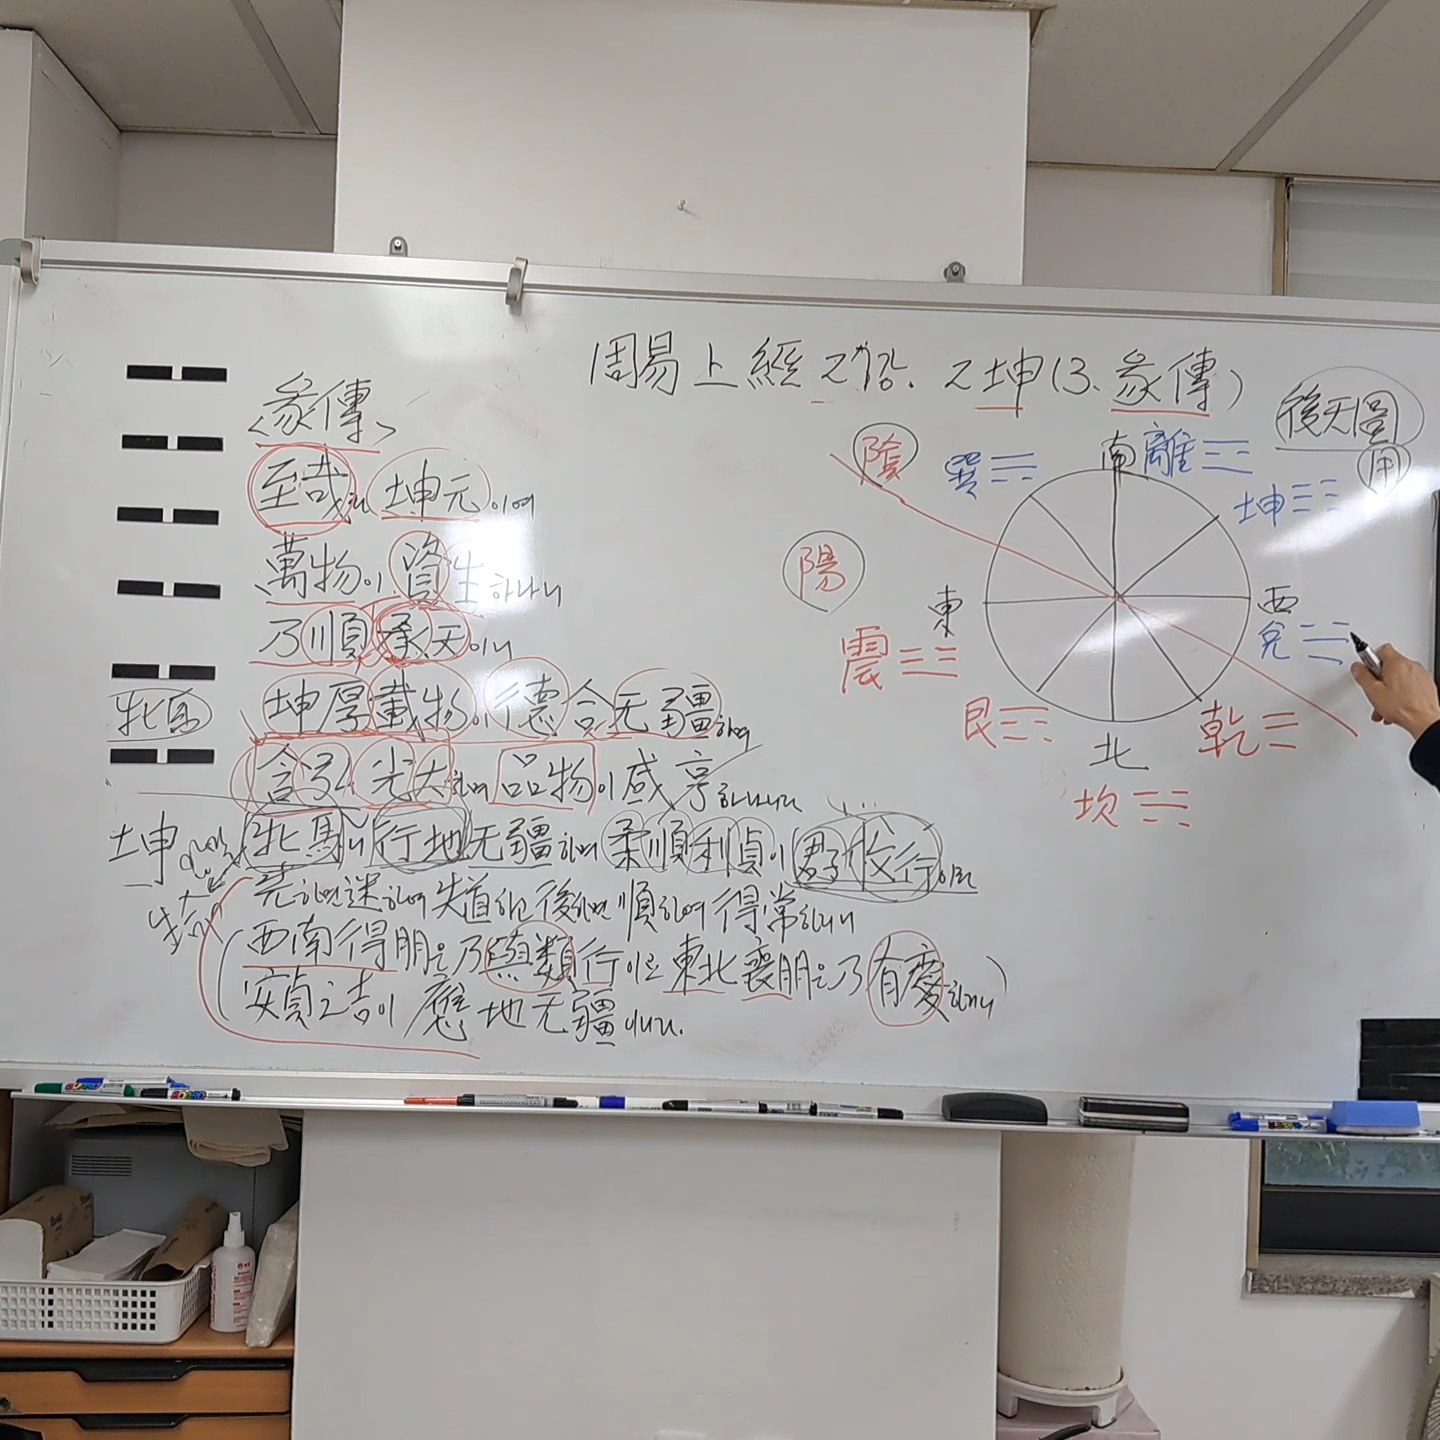 周易上經 2강. 2坤(3. 彖傳)
<彖傳>
至哉라 坤元이여
萬物이 資生하나니
乃順承天이니
坤厚載物이 德合无疆하며
含弘光大하여 品物이 咸亨하나니라
牝馬니 行地无疆하며 柔順利貞이 君子攸行이라
先하면 迷하여 失道하고 後하면 順하여 得常하니
(西南得朋은 乃與類行이오 東北喪朋은 乃有慶하리니)
安貞之吉이 應地无疆이니라.
坤
後天圖
用
陰
陽
巽☴
南
離☲
坤☷
東
西
兌☱
震☳
艮☶
北
乾☰
坎☵